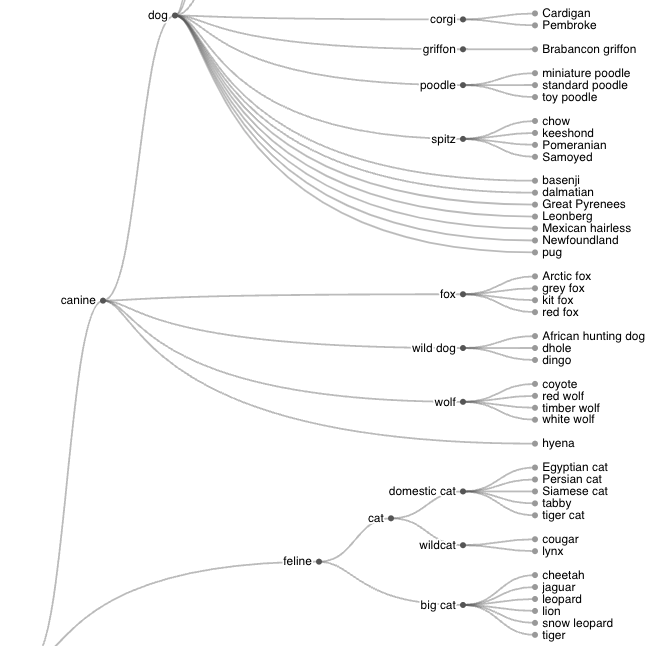 dog
corgi
Cardigan
Pembroke
griffon
Brabancon griffon
poodle
miniature poodle
standard poodle
toy poodle
spitz
chow
keeshond
Pomeranian
Samoyed
basenji
dalmatian
Great Pyrenees
Leonberg
Mexican hairless
Newfoundland
pug
canine
fox
Arctic fox
grey fox
kit fox
red fox
wild dog
African hunting dog
dhole
dingo
wolf
coyote
red wolf
timber wolf
white wolf
hyena
feline
cat
domestic cat
Egyptian cat
Persian cat
Siamese cat
tabby
tiger cat
wildcat
cougar
lynx
big cat
cheetah
jaguar
leopard
lion
snow leopard
tiger